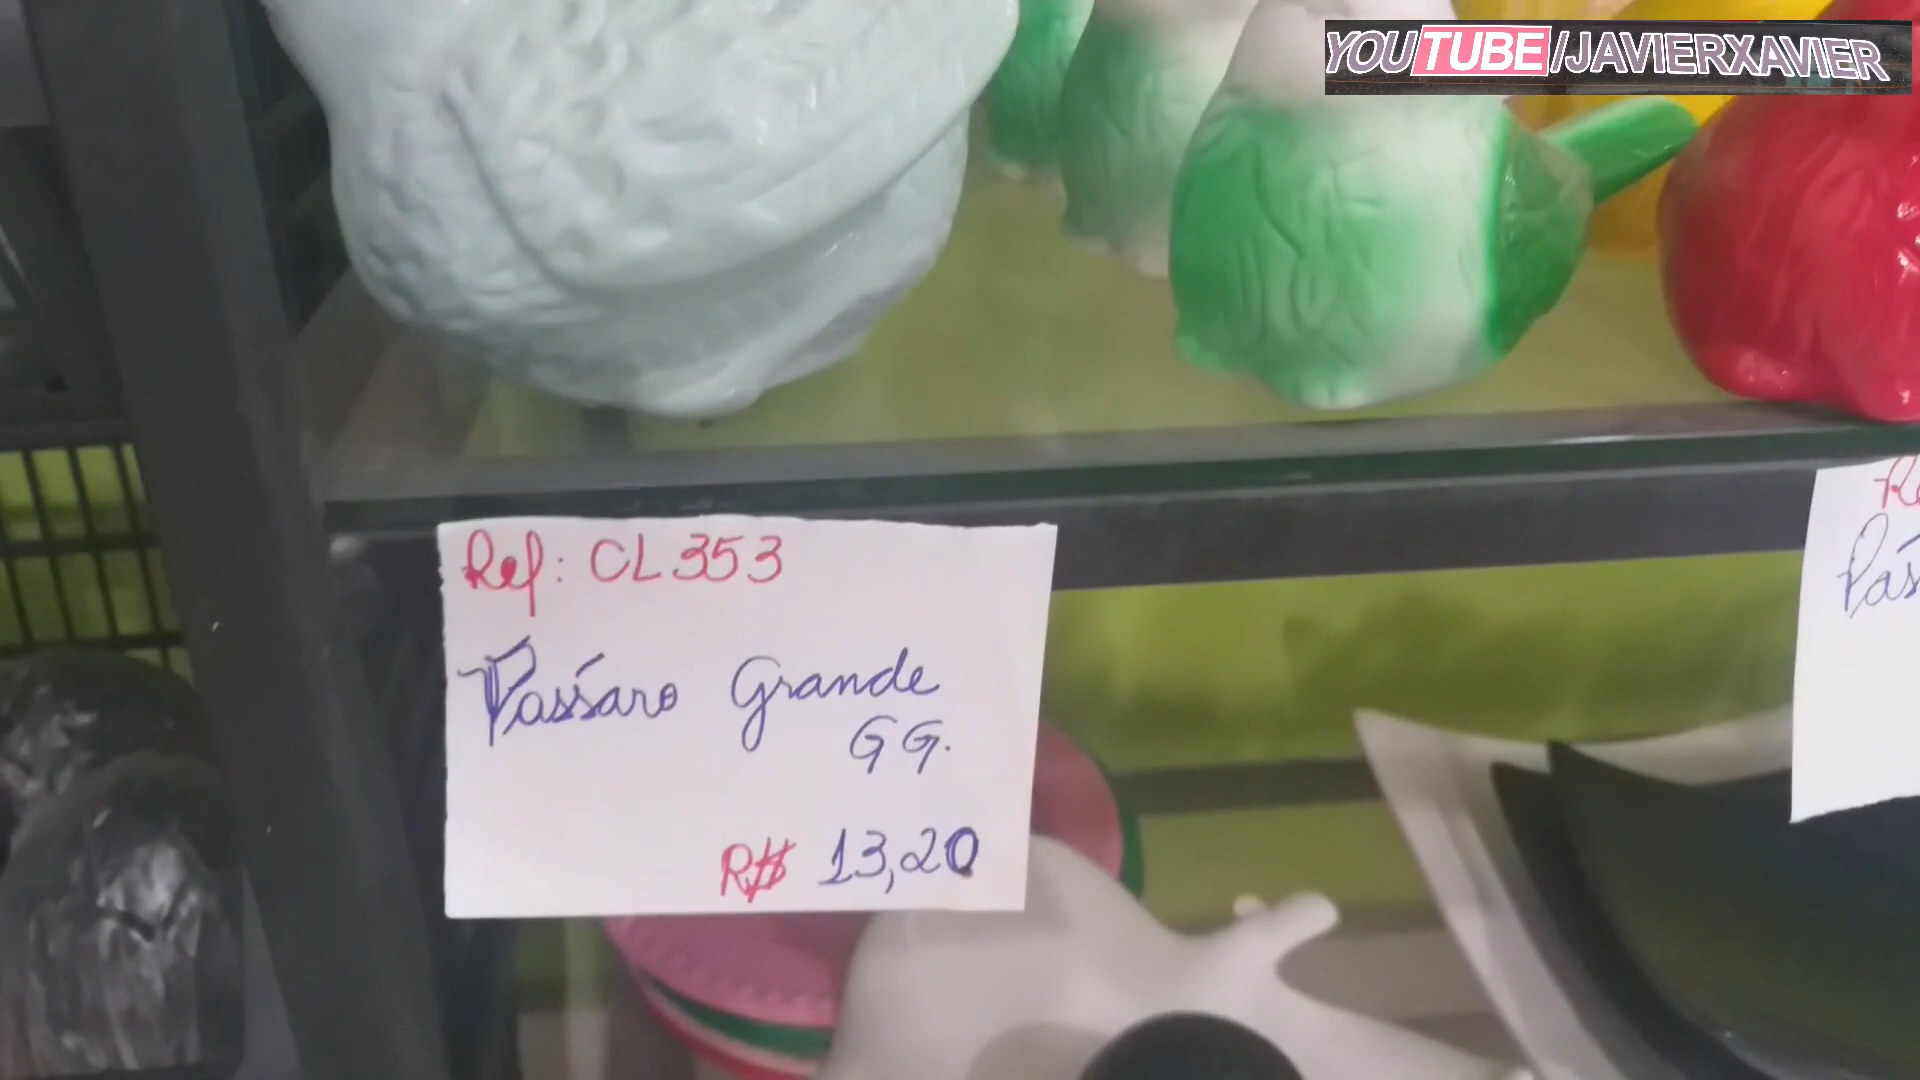 YOUTUBE/JAVIERXAVIER
Ref: CL353
Pássaro Grande
GG.
R$ 13,20